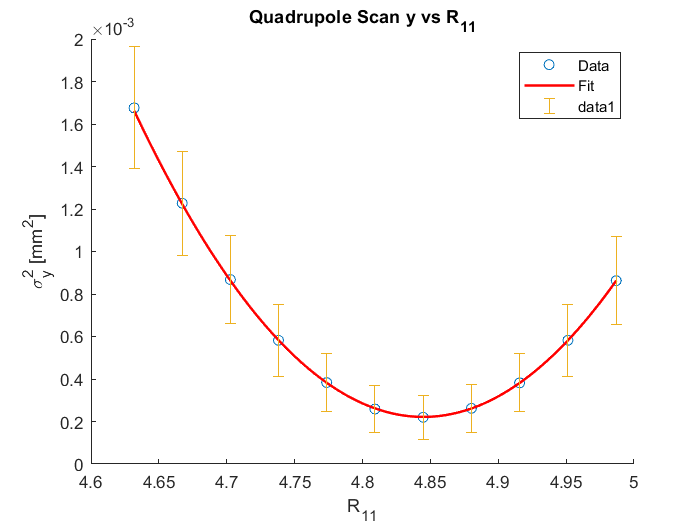 Quadrupole Scan y vs R₁₁
×10⁻³
2
1.8
1.6
1.4
1.2
1
0.8
0.6
0.4
0.2
0
σ_y² [mm²]
4.6 4.65 4.7 4.75 4.8 4.85 4.9 4.95 5
R₁₁
Data
Fit
data1